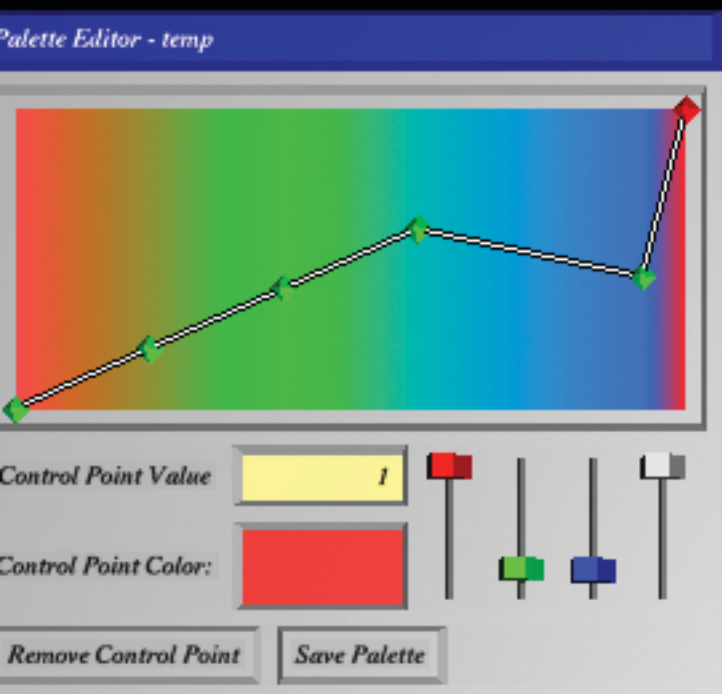 Palette Editor - temp
Control Point Value 1
Control Point Color:
Remove Control Point Save Palette